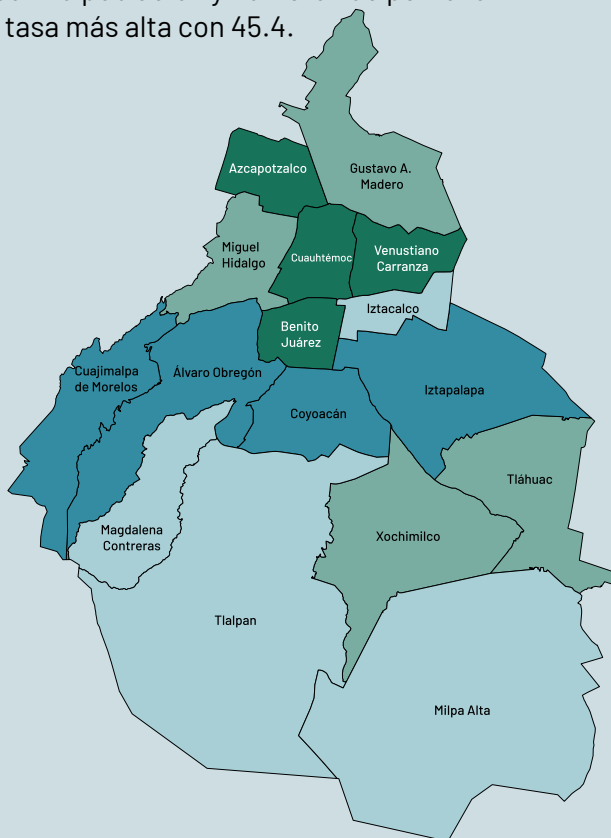 tasa más alta con 45.4.
Azcapotzalco
Gustavo A.
Madero
Miguel
Hidalgo
Cuauhtémoc
Venustiano
Carranza
Iztacalco
Benito
Juárez
Cuajimalpa
de Morelos
Álvaro Obregón
Iztapalapa
Coyoacán
Tláhuac
Magdalena
Contreras
Xochimilco
Tlalpan
Milpa Alta